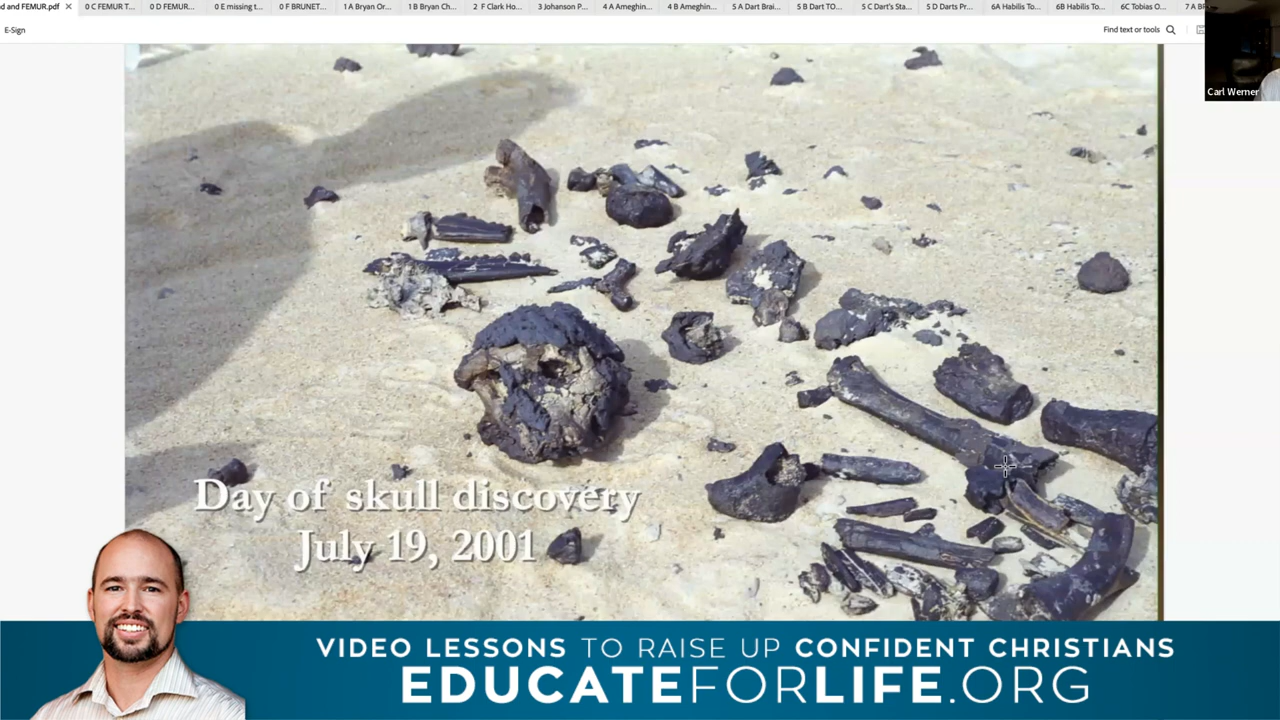 d and FEMUR.pdf × 0 C FEMUR T... 0 D FEMUR... 0 E missing t... 0 F BRUNET... 1 A Bryan Or... 1 B Bryan Ch... 2 F Clark Ho... 3 Johanson P... 4 A Ameghin... 4 B Ameghin... 5 A Dart Brai... 5 B Dart TO... 5 C Dart's Sta... 5 D Darts Pr... 6A Habilis To... 6B Habilis To... 6C Tobias O... 7 A
E-Sign
Find text or tools
Carl Werner
Day of skull discovery
July 19, 2001
VIDEO LESSONS TO RAISE UP CONFIDENT CHRISTIANS
EDUCATEFORLIFE.ORG